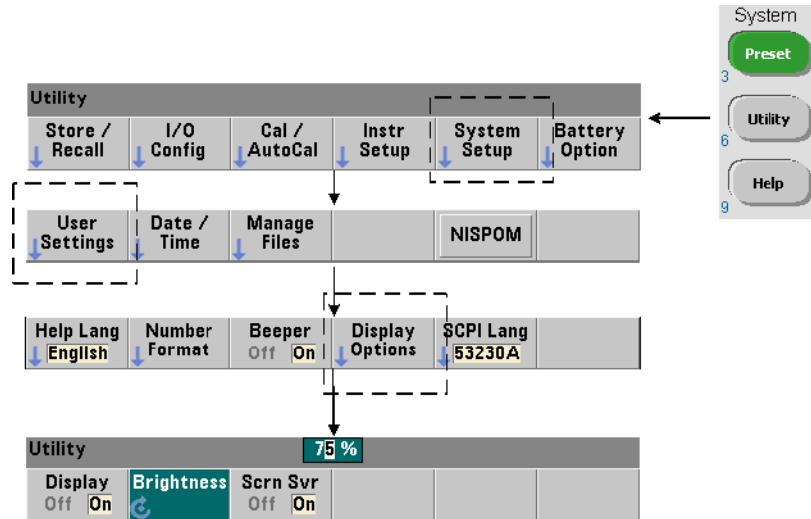 System
Preset
3
Utility
6
Help
9
Utility
Store / Recall
I/O Config
Cal / AutoCal
Instr Setup
System Setup
Battery Option
User Settings
Date / Time
Manage Files
NISPOM
Help Lang English
Number Format
Beeper Off On
Display Options
SCPI Lang 53230A
Utility 75 %
Display Off On
Brightness
Scrn Svr Off On